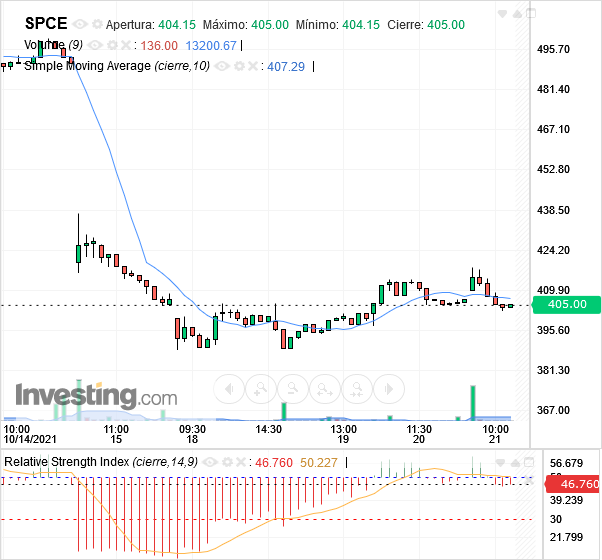 SPCE Apertura: 404.15 Máximo: 405.00 Mínimo: 404.15 Cierre: 405.00
Volume (9) : 136.00 13200.67
Simple Moving Average (cierre,10) : 407.29
495.70
481.40
467.10
452.80
438.50
424.20
409.90
405.00
395.60
381.30
367.00
Investing.com
10:00 11:00 09:30 14:30 13:00 11:30 10:00
10/14/2021 15 18 19 20 21
Relative Strength Index (cierre,14,9) : 46.760 50.227
56.679
46.760
39.239
30
21.799